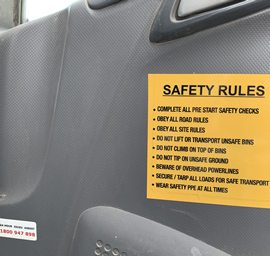 SAFETY RULES
• COMPLETE ALL PRE START SAFETY CHECKS
• OBEY ALL ROAD RULES
• OBEY ALL SITE RULES
• DO NOT LIFT OR TRANSPORT UNSAFE BINS
• DO NOT CLIMB ON TOP OF BINS
• DO NOT TIP ON UNSAFE GROUND
• BEWARE OF OVERHEAD POWERLINES
• SECURE / TARP ALL LOADS FOR SAFE TRANSPORT
• WEAR SAFETY PPE AT ALL TIMES
1800 947 898